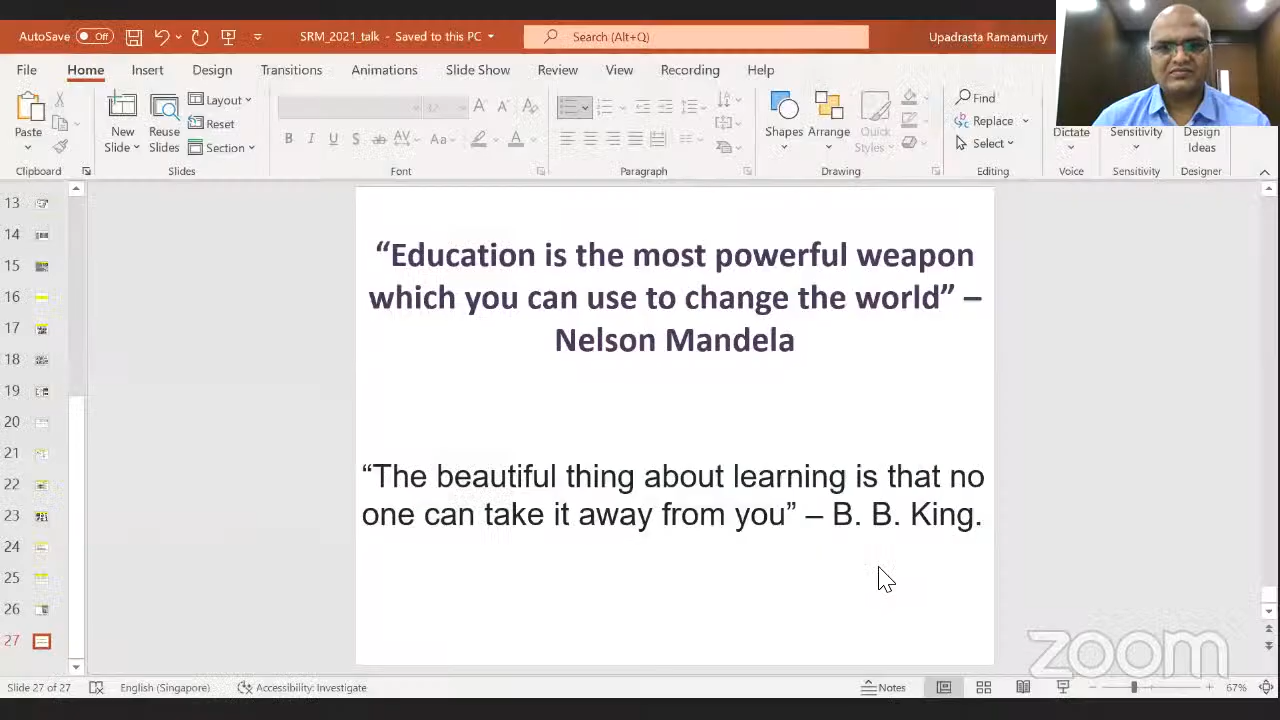 AutoSave Off SRM_2021_talk - Saved to this PC Search (Alt+Q) Upadrasta Ramamurty
File Home Insert Design Transitions Animations Slide Show Review View Recording Help
Paste New Slide Reuse Slides Layout Reset Section
12 A A A
B I U S ab AV Aa A
Shapes Arrange Quick Styles Find Replace Select Dictate Sensitivity Design Ideas
Clipboard Slides Font Paragraph Drawing Editing Voice Sensitivity Designer
13
14
15
16
17
18
19
20
21
22
23
24
25
26
27
“Education is the most powerful weapon
which you can use to change the world” –
Nelson Mandela
“The beautiful thing about learning is that no
one can take it away from you” – B. B. King.
zoom
Slide 27 of 27 English (Singapore) Accessibility: Investigate Notes 67%